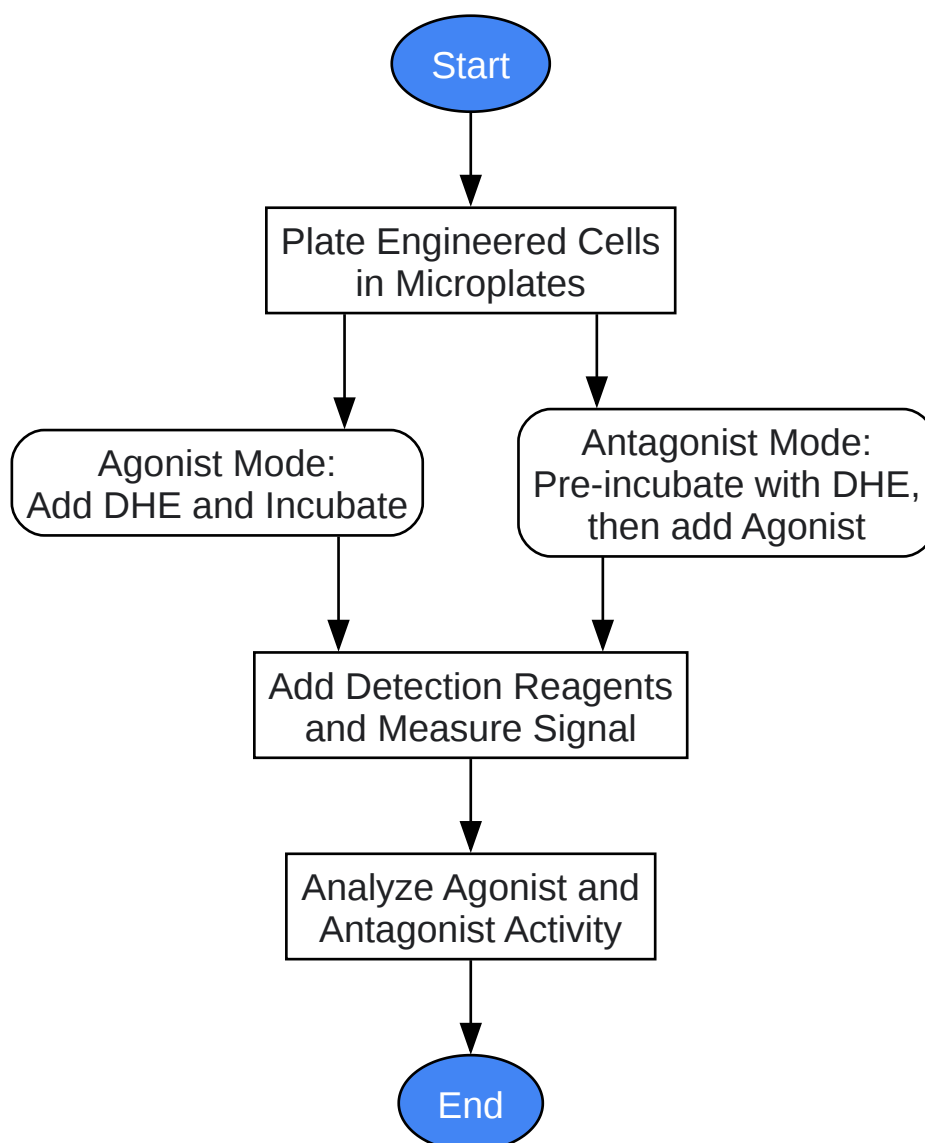 Start
Plate Engineered Cells
in Microplates
Agonist Mode:
Add DHE and Incubate
Antagonist Mode:
Pre-incubate with DHE,
then add Agonist
Add Detection Reagents
and Measure Signal
Analyze Agonist and
Antagonist Activity
End